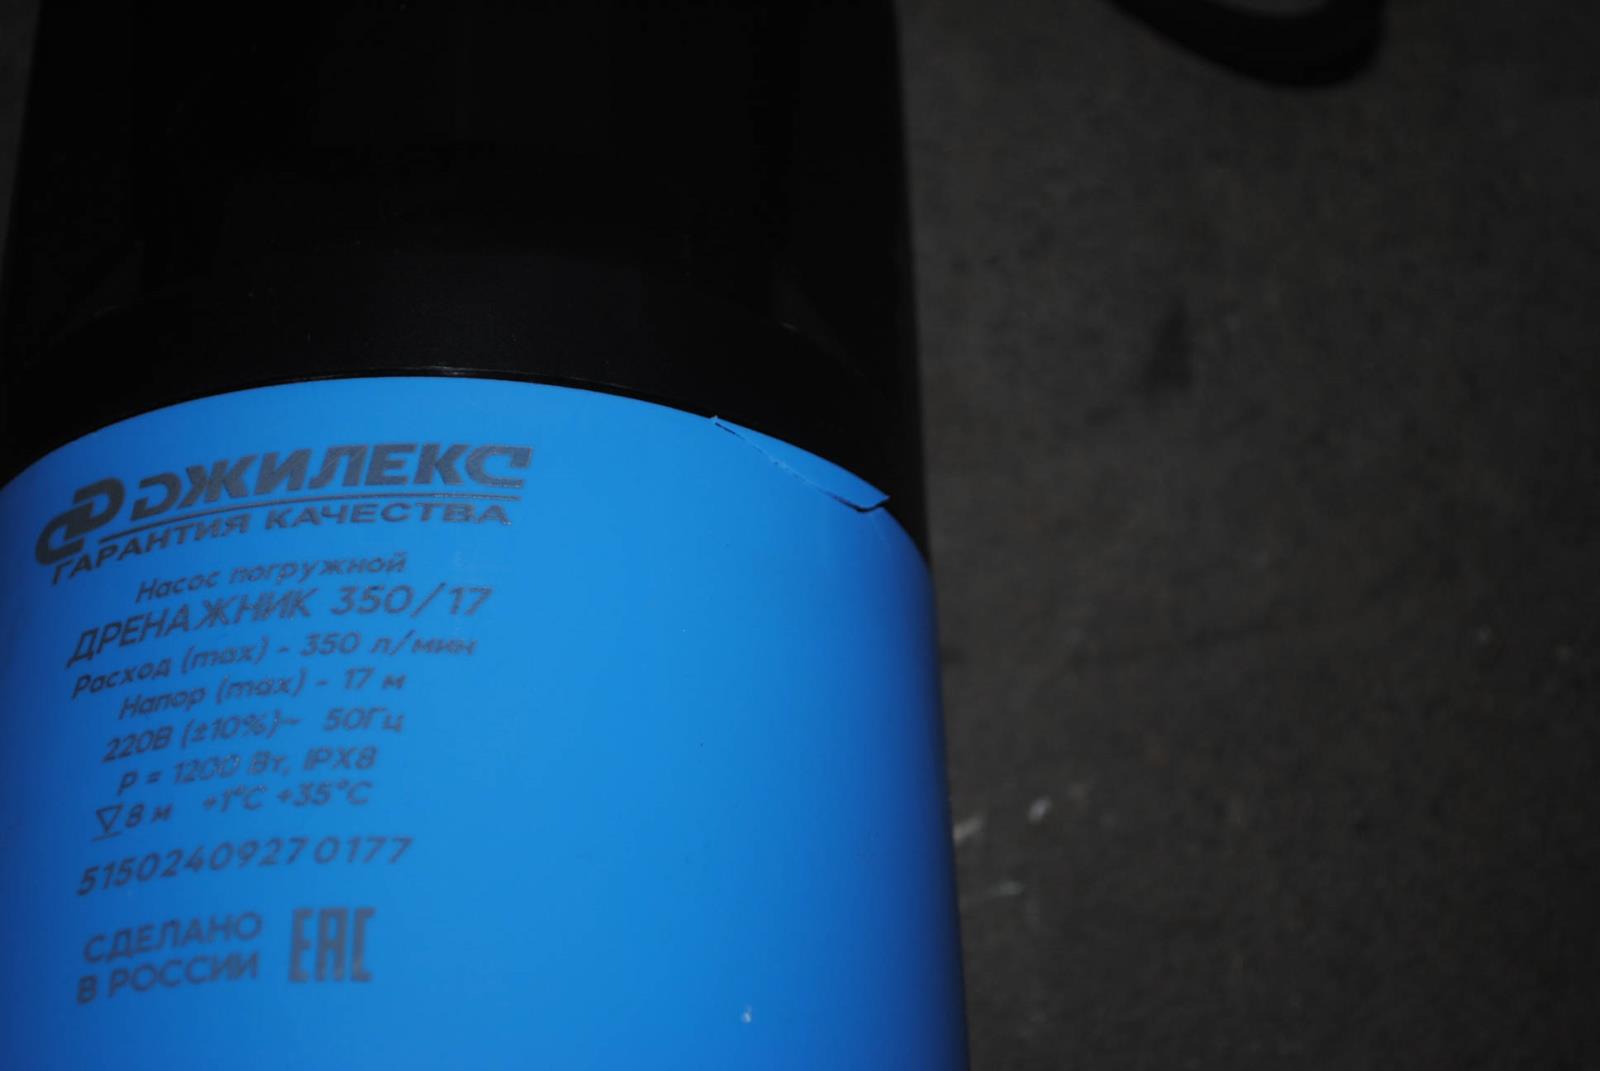 ДЖИЛЕКС
ГАРАНТИЯ КАЧЕСТВА
Насос погружной
ДРЕНАЖНИК 350/17
Расход (max) - 350 л/мин
Напор (max) - 17 м
220В (±10%)~ 50Гц
P = 1200 Вт, IPX8
8 м +1°C +35°C
51502409270177
СДЕЛАНО
В РОССИИ
EAC